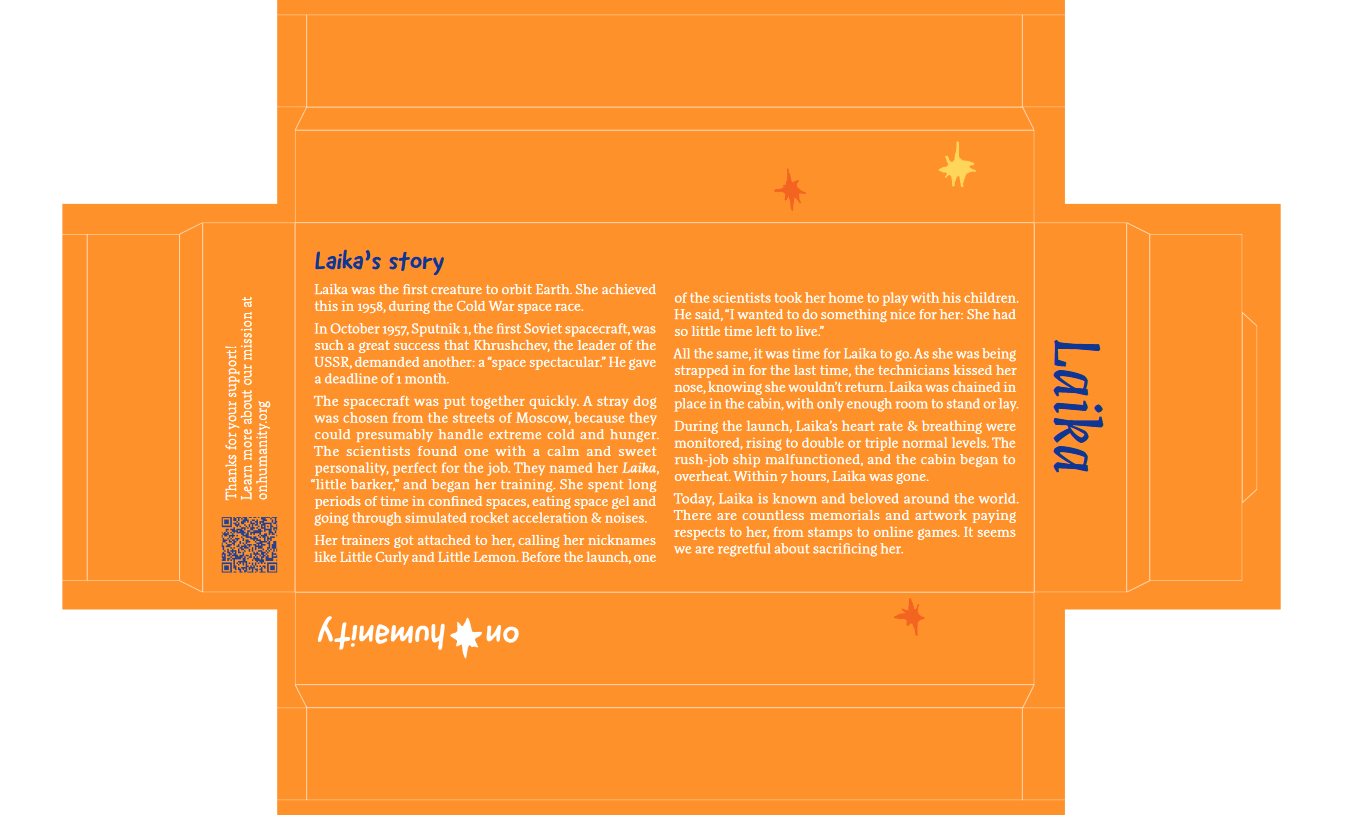 Laika's story
Laika was the first creature to orbit Earth. She achieved
this in 1958, during the Cold War space race.
In October 1957, Sputnik 1, the first Soviet spacecraft, was
such a great success that Khrushchev, the leader of the
USSR, demanded another: a “space spectacular.” He gave
a deadline of 1 month.
The spacecraft was put together quickly. A stray dog
was chosen from the streets of Moscow, because they
could presumably handle extreme cold and hunger.
The scientists found one with a calm and sweet
personality, perfect for the job. They named her Laika,
“little barker,” and began her training. She spent long
periods of time in confined spaces, eating space gel and
going through simulated rocket acceleration & noises.
Her trainers got attached to her, calling her nicknames
like Little Curly and Little Lemon. Before the launch, one
of the scientists took her home to play with his children.
He said, “I wanted to do something nice for her: She had
so little time left to live.”
All the same, it was time for Laika to go. As she was being
strapped in for the last time, the technicians kissed her
nose, knowing she wouldn't return. Laika was chained in
place in the cabin, with only enough room to stand or lay.
During the launch, Laika's heart rate & breathing were
monitored, rising to double or triple normal levels. The
rush-job ship malfunctioned, and the cabin began to
overheat. Within 7 hours, Laika was gone.
Today, Laika is known and beloved around the world.
There are countless memorials and artwork paying
respects to her, from stamps to online games. It seems
we are regretful about sacrificing her.
Thanks for your support!
Learn more about our mission at
onhumanity.org
Laika
on humanity